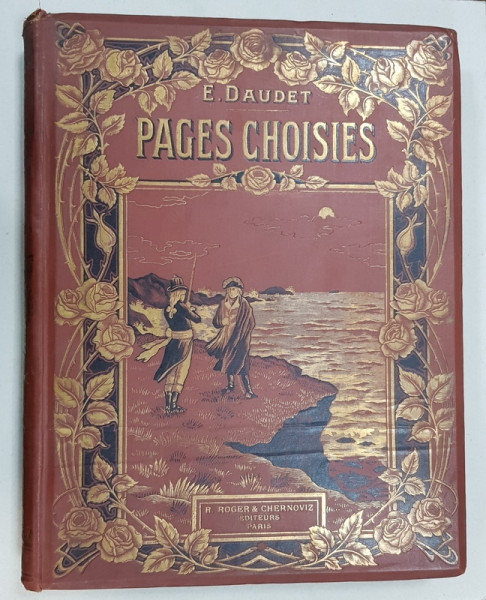 E. DAUDET
PAGES CHOISIES
R. ROGER & CHERNOVIZ
EDITEURS
PARIS